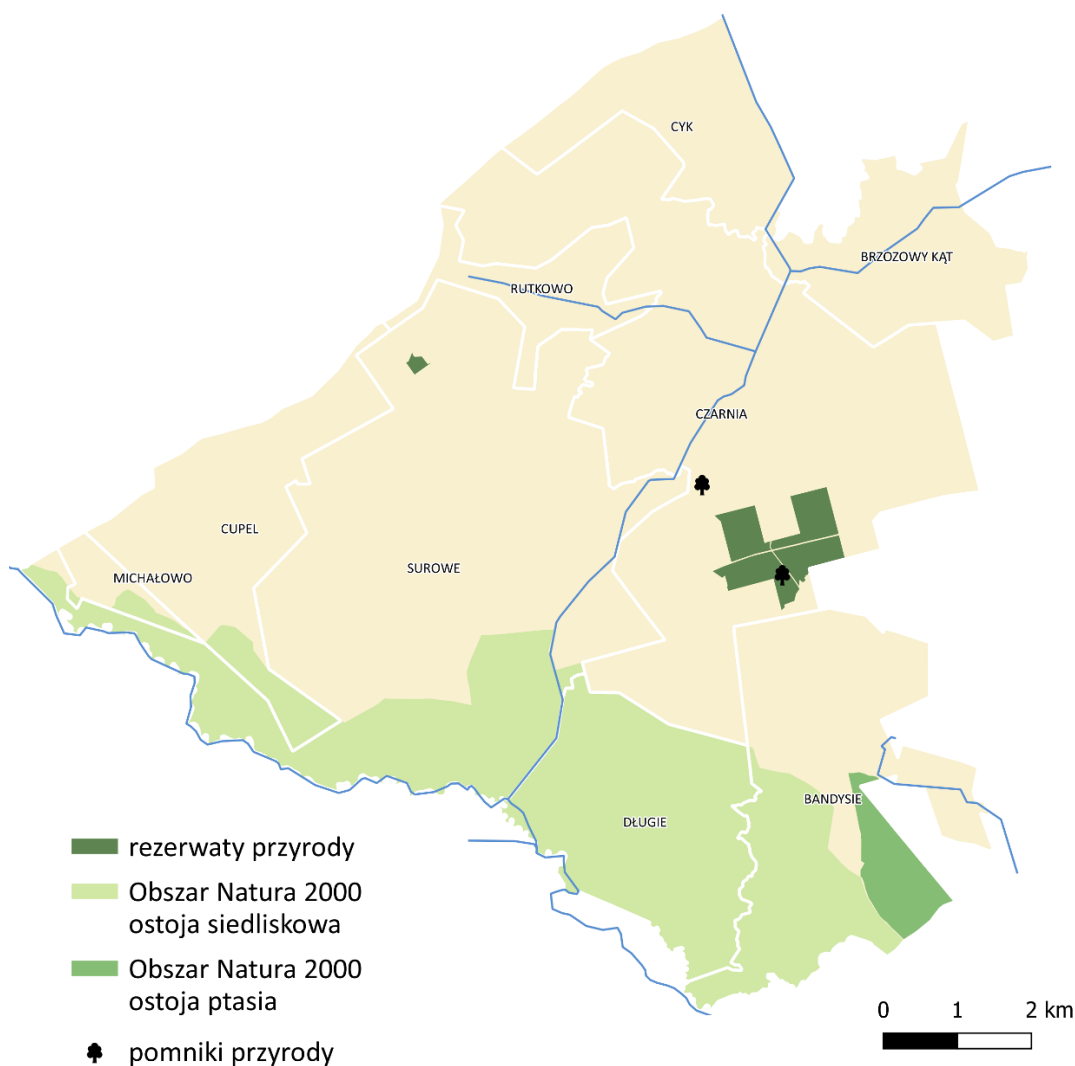 CYK
BRZOZOWY KĄT
RUTKOWO
CZARNIA
CUPEL
SUROWE
MICHAŁOWO
BANDYSIE
DŁUGIE
rezerwaty przyrody
Obszar Natura 2000
ostoja siedliskowa
Obszar Natura 2000
ostoja ptasia
pomniki przyrody
0 1 2 km